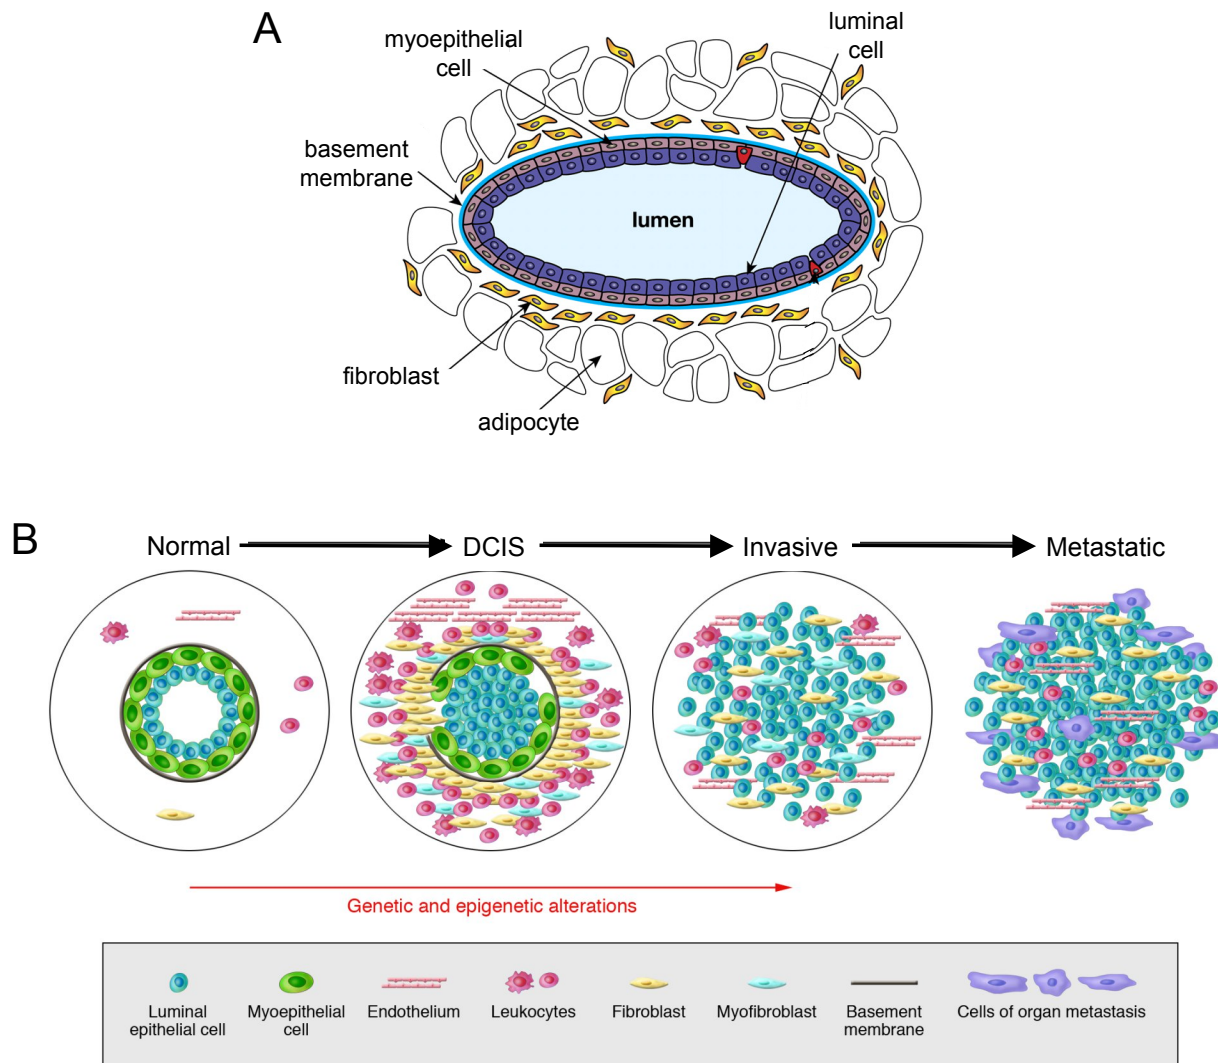 A
myoepithelial
cell
luminal
cell
basement
membrane
lumen
fibroblast
adipocyte
B
Normal
DCIS
Invasive
Metastatic
Genetic and epigenetic alterations
Luminal
epithelial cell
Myoepithelial
cell
Endothelium
Leukocytes
Fibroblast
Myofibroblast
Basement
membrane
Cells of organ metastasis